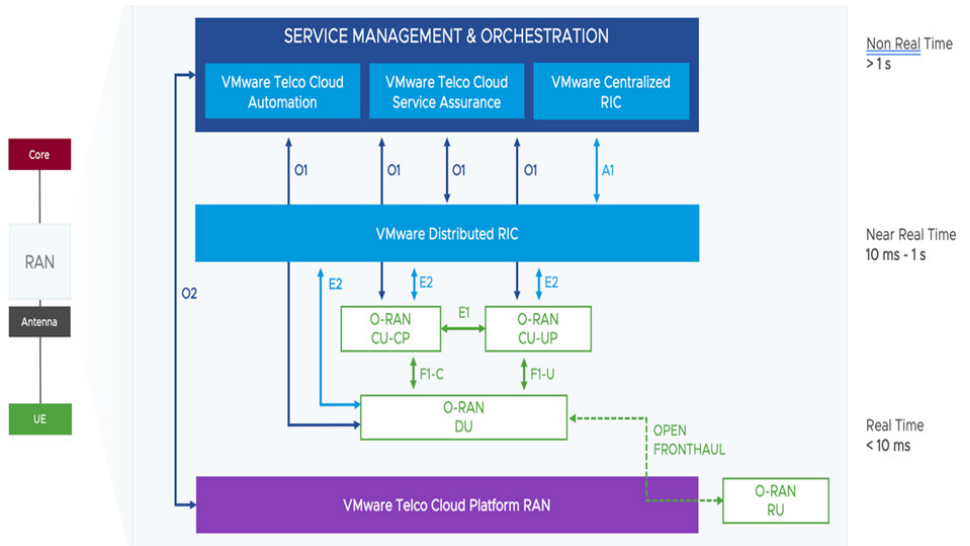 SERVICE MANAGEMENT & ORCHESTRATION
VMware Telco Cloud
Automation
VMware Telco Cloud
Service Assurance
VMware Centralized
RIC
Non Real Time
> 1 s
Core
RAN
Antenna
UE
O2
O1
O1
O1
O1
A1
VMware Distributed RIC
Near Real Time
10 ms - 1 s
E2
E2
E2
O-RAN
CU-CP
E1
O-RAN
CU-UP
F1-C
F1-U
O-RAN
DU
Real Time
< 10 ms
OPEN
FRONTHAUL
VMware Telco Cloud Platform RAN
O-RAN
RU